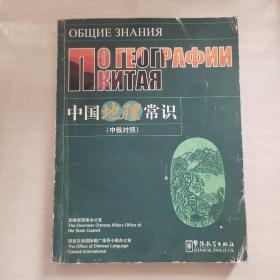 ОБЩИЕ ЗНАНИЯ
ПО ГЕОГРАФИИ
КИТАЯ
中国地理常识
(中俄对照)
国务院侨务办公室
The Overseas Chinese Affairs Office of
the State Council
国家汉语国际推广领导小组办公室
The Office of Chinese Language
Council International
华语教学出版社
SINOLINGUA